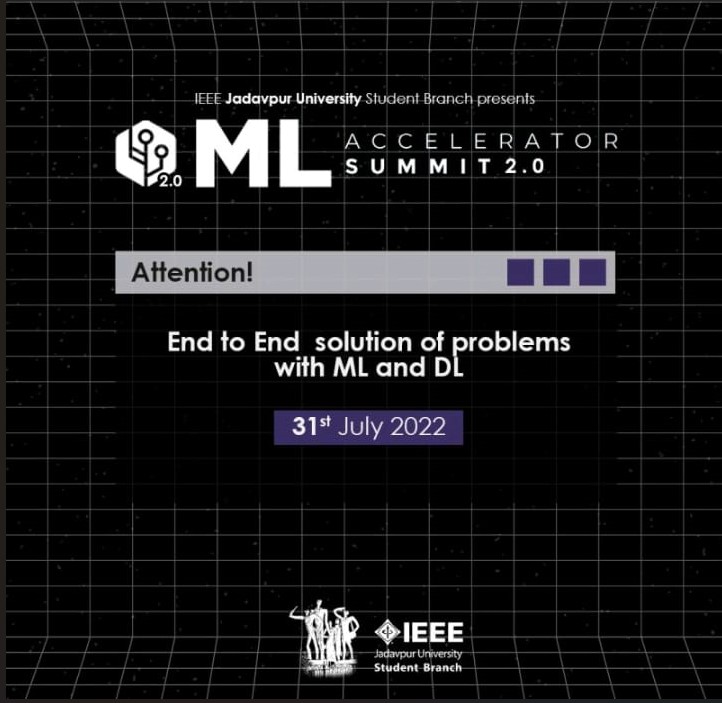 IEEE Jadavpur University Student Branch presents
2.0
ML
ACCELERATOR
SUMMIT 2.0
Attention!
End to End solution of problems
with ML and DL
31st July 2022
IEEE
Jadavpur University
Student Branch